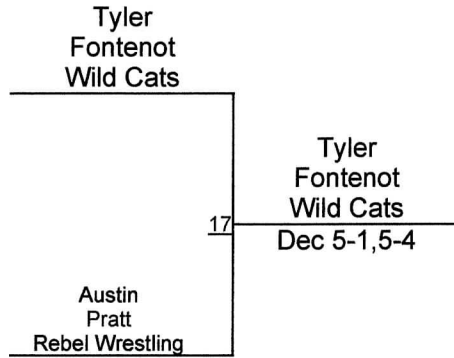 Tyler
Fontenot
Wild Cats
Tyler
Fontenot
Wild Cats
17
Dec 5-1,5-4
Austin
Pratt
Rebel Wrestling